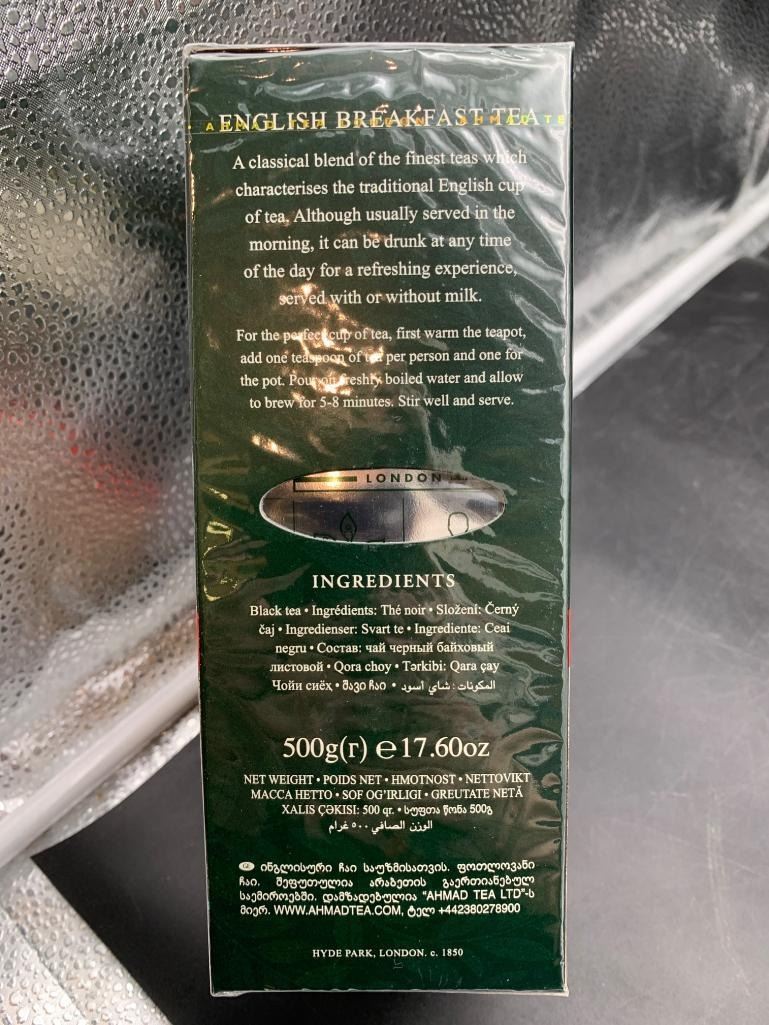 ENGLISH BREAKFAST TEA
A classical blend of the finest teas which
characterises the traditional English cup
of tea. Although usually served in the
morning, it can be drunk at any time
of the day for a refreshing experience,
served with or without milk.
For the perfect cup of tea, first warm the teapot,
add one teaspoon of tea per person and one for
the pot. Pour on freshly boiled water and allow
to brew for 5-8 minutes. Stir well and serve.
LONDON
INGREDIENTS
Black tea • Ingrédients: Thé noir • Složení: Černý
čaj • Ingredienser: Svart te • Ingrediente: Ceai
negru • Состав: чай черный байховый
листовой • Qora choy • Tərkibi: Qara çay
Чойи сиёҳ • შავი ჩაი • المكونات : شاي أسود
500g(г) ℮ 17.60oz
NET WEIGHT • POIDS NET • HMOTNOST • NETTOVIKT
МАССА НЕТТО • SOF OG'IRLIGI • GREUTATE NETĂ
XALIS ÇƏKISI: 500 qr. • სუფთა წონა 500გ
الوزن الصافي ٥٠٠ غرام
GE ინგლისური ჩაი საუზმისათვის. ფოთლოვანი
ჩაი. შეფუთულია არაბეთის გაერთიანებულ
საემიროებში. დამზადებულია "AHMAD TEA LTD"-ს
მიერ. WWW.AHMADTEA.COM, ტელ +442380278900
HYDE PARK, LONDON. c. 1850